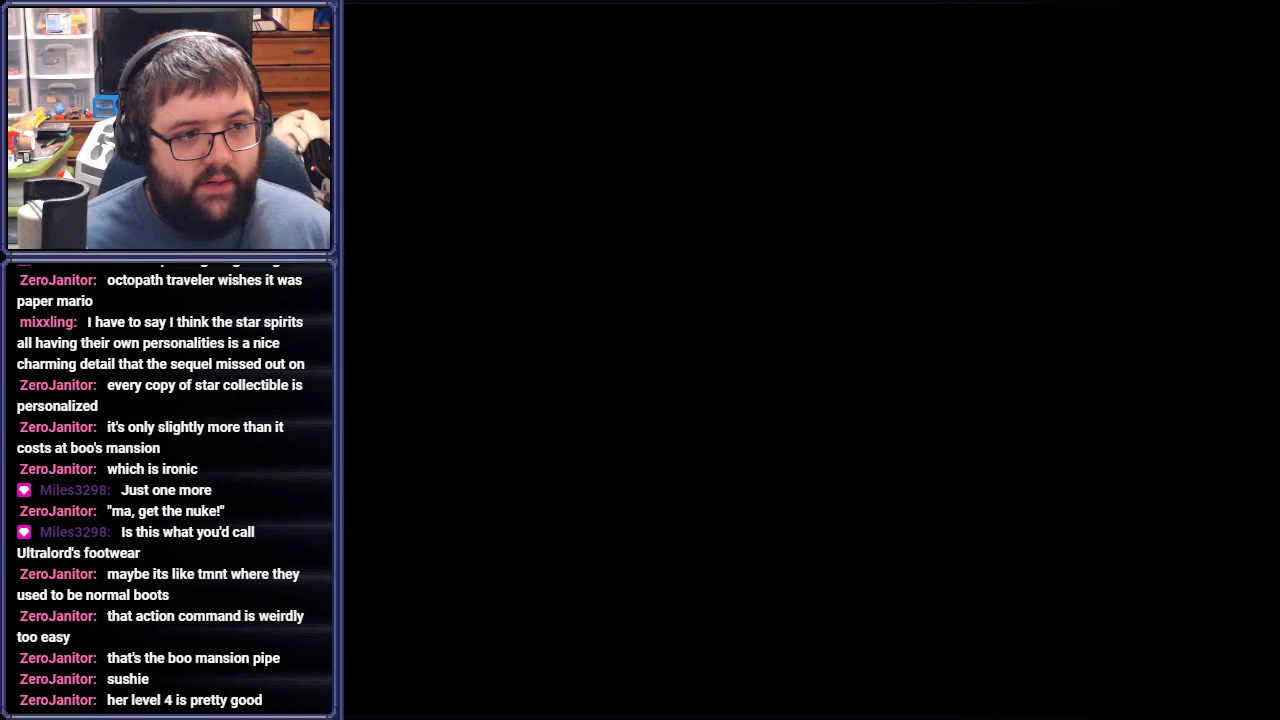 ZeroJanitor: octopath traveler wishes it was
paper mario
mixxling: I have to say I think the star spirits
all having their own personalities is a nice
charming detail that the sequel missed out on
ZeroJanitor: every copy of star collectible is
personalized
ZeroJanitor: it's only slightly more than it
costs at boo's mansion
ZeroJanitor: which is ironic
Miles3298: Just one more
ZeroJanitor: "ma, get the nuke!"
Miles3298: Is this what you'd call
Ultralord's footwear
ZeroJanitor: maybe its like tmnt where they
used to be normal boots
ZeroJanitor: that action command is weirdly
too easy
ZeroJanitor: that's the boo mansion pipe
ZeroJanitor: sushie
ZeroJanitor: her level 4 is pretty good